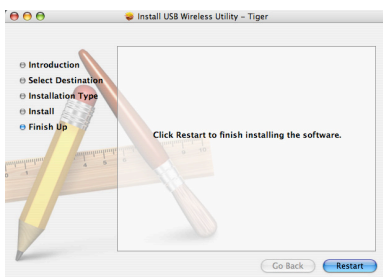 Install USB Wireless Utility – Tiger
Introduction
Select Destination
Installation Type
Install
Finish Up
Click Restart to finish installing the software.
Go Back
Restart